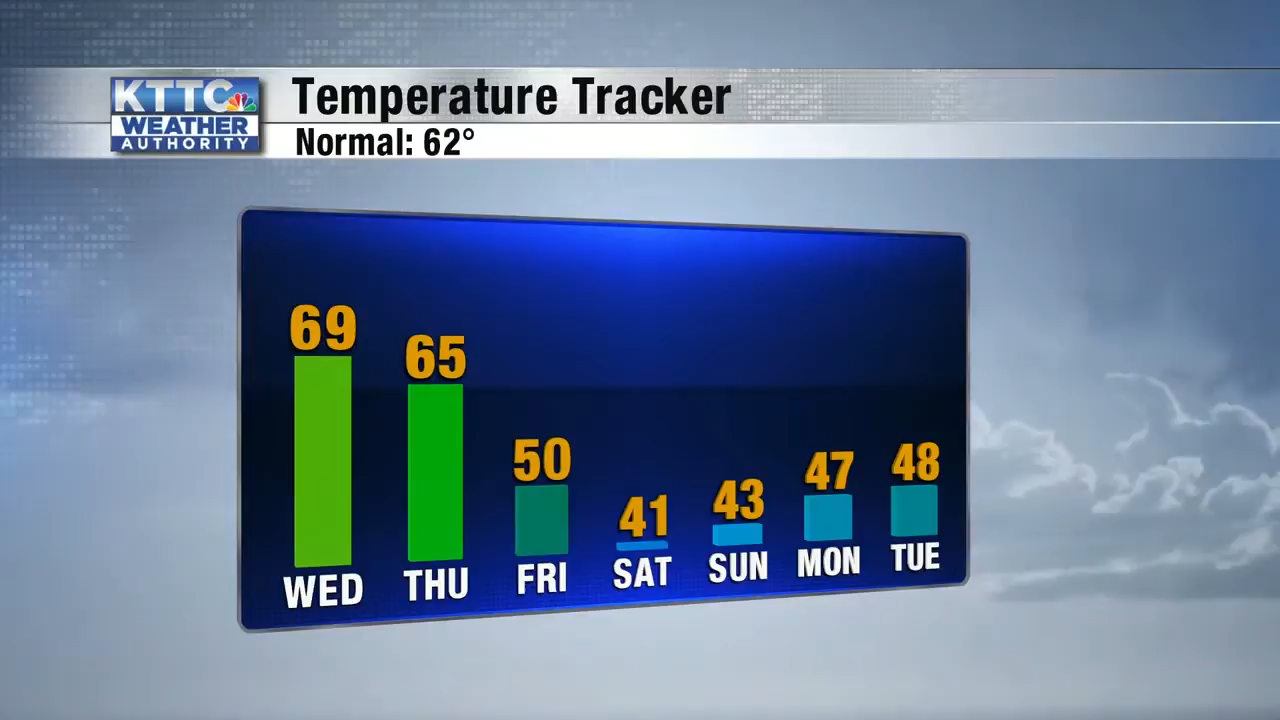 KTTC
WEATHER
AUTHORITY
Temperature Tracker
Normal: 62°
69
65
50
41
43
47
48
WED
THU
FRI
SAT
SUN
MON
TUE